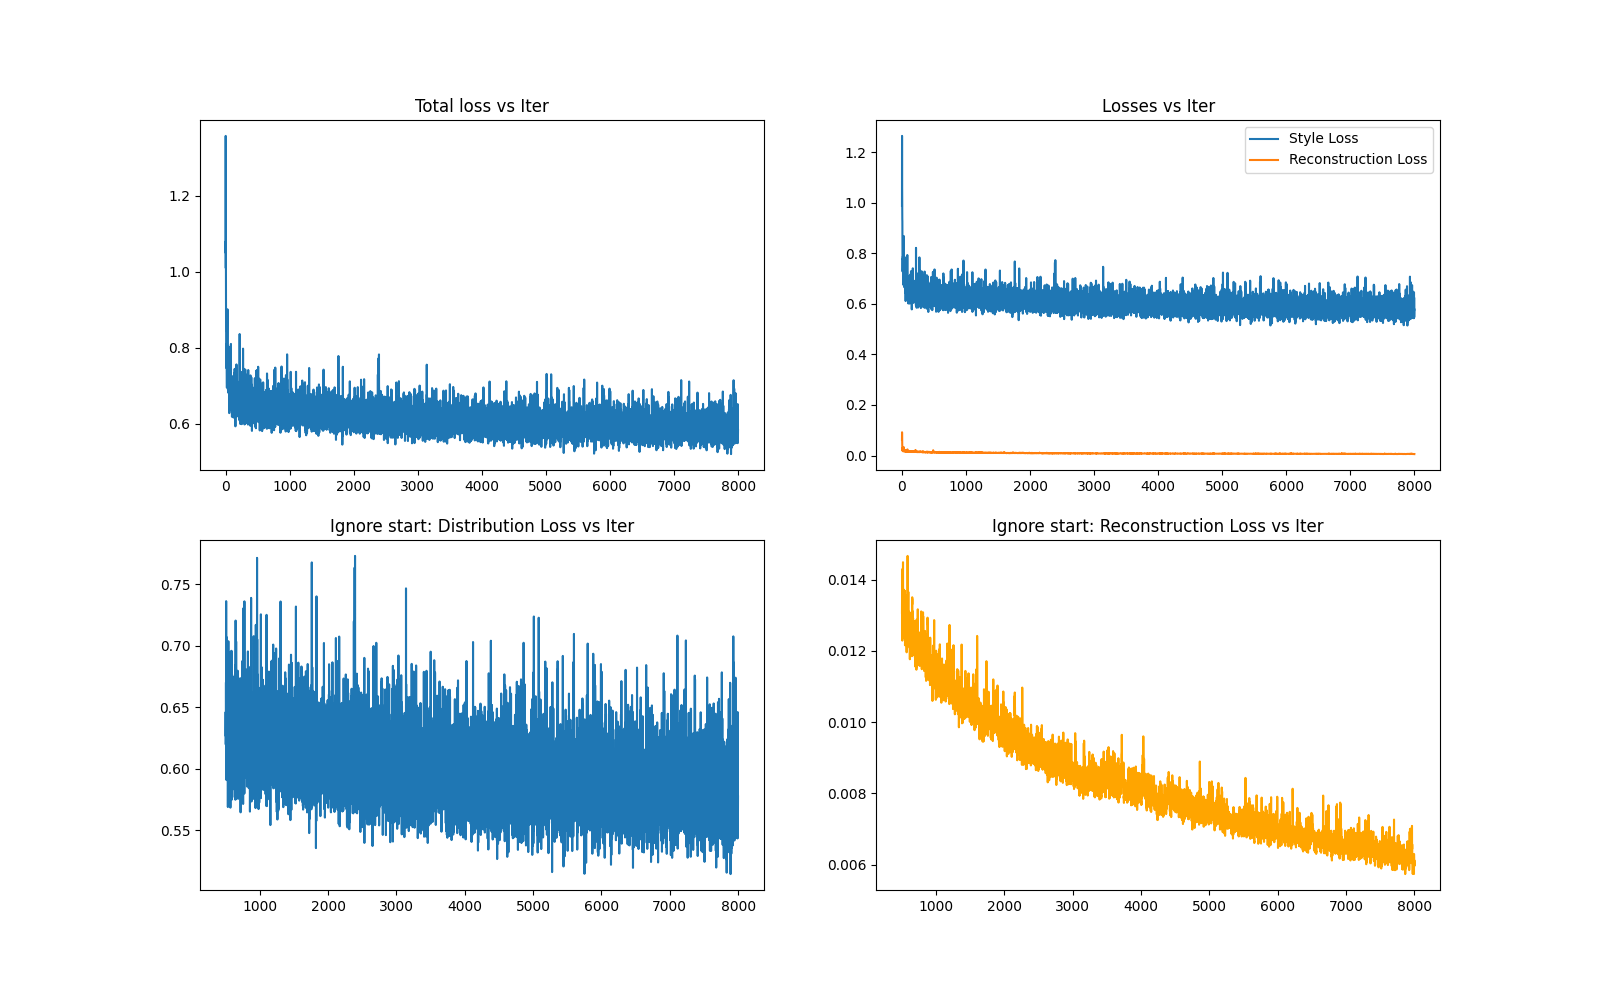 Total loss vs Iter
1.2
1.0
0.8
0.6
0 1000 2000 3000 4000 5000 6000 7000 8000
Losses vs Iter
Style Loss
Reconstruction Loss
1.2
1.0
0.8
0.6
0.4
0.2
0.0
0 1000 2000 3000 4000 5000 6000 7000 8000
Ignore start: Distribution Loss vs Iter
0.75
0.70
0.65
0.60
0.55
1000 2000 3000 4000 5000 6000 7000 8000
Ignore start: Reconstruction Loss vs Iter
0.014
0.012
0.010
0.008
0.006
1000 2000 3000 4000 5000 6000 7000 8000